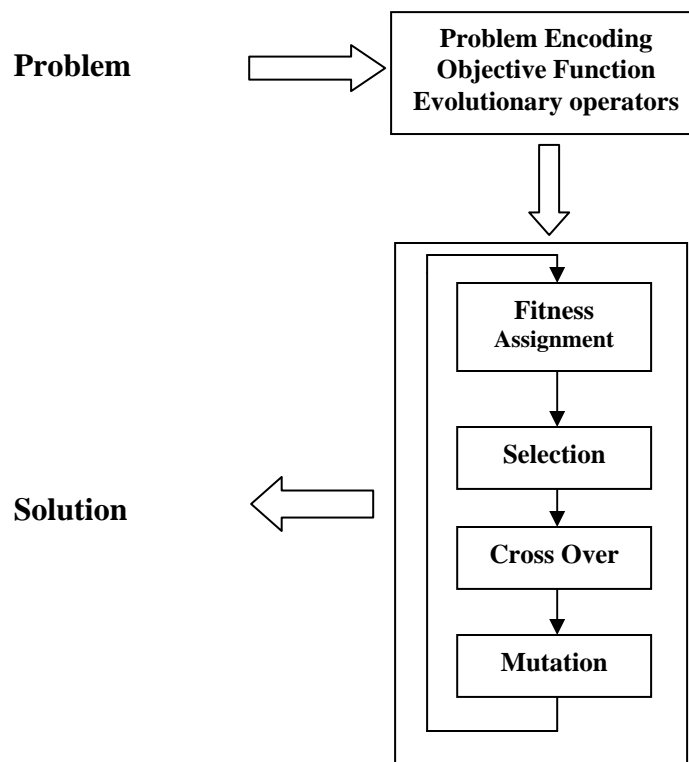 Problem
Problem Encoding
Objective Function
Evolutionary operators
Fitness
Assignment
Selection
Solution
Cross Over
Mutation